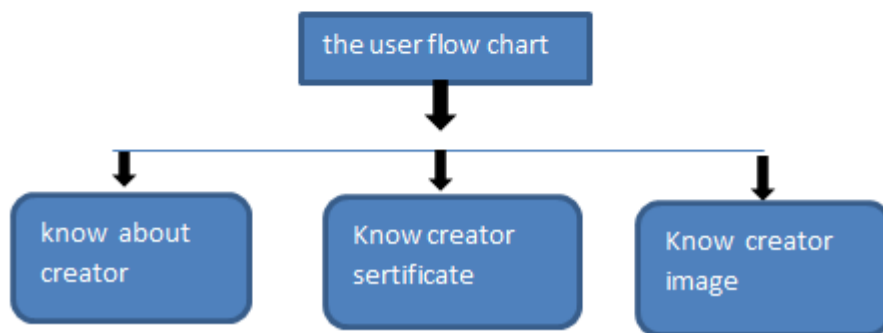 the user flow chart
know about
creator
Know creator
sertificate
Know creator
image